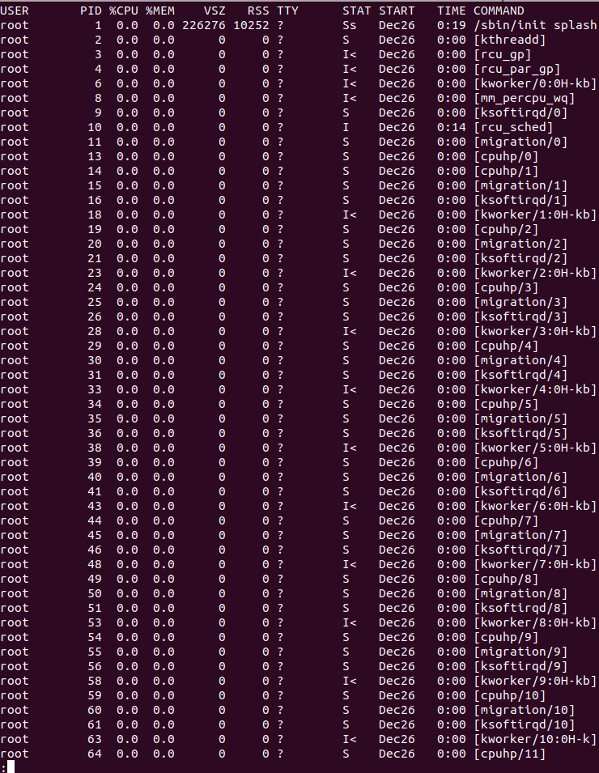 USER       PID %CPU %MEM    VSZ   RSS TTY      STAT START   TIME COMMAND
root         1  0.0  0.0 226276 10252 ?        Ss   Dec26   0:19 /sbin/init splash
root         2  0.0  0.0      0     0 ?        S    Dec26   0:00 [kthreadd]
root         3  0.0  0.0      0     0 ?        I<   Dec26   0:00 [rcu_gp]
root         4  0.0  0.0      0     0 ?        I<   Dec26   0:00 [rcu_par_gp]
root         6  0.0  0.0      0     0 ?        I<   Dec26   0:00 [kworker/0:0H-kb]
root         8  0.0  0.0      0     0 ?        I<   Dec26   0:00 [mm_percpu_wq]
root         9  0.0  0.0      0     0 ?        S    Dec26   0:00 [ksoftirqd/0]
root        10  0.0  0.0      0     0 ?        I    Dec26   0:14 [rcu_sched]
root        11  0.0  0.0      0     0 ?        S    Dec26   0:00 [migration/0]
root        13  0.0  0.0      0     0 ?        S    Dec26   0:00 [cpuhp/0]
root        14  0.0  0.0      0     0 ?        S    Dec26   0:00 [cpuhp/1]
root        15  0.0  0.0      0     0 ?        S    Dec26   0:00 [migration/1]
root        16  0.0  0.0      0     0 ?        S    Dec26   0:00 [ksoftirqd/1]
root        18  0.0  0.0      0     0 ?        I<   Dec26   0:00 [kworker/1:0H-kb]
root        19  0.0  0.0      0     0 ?        S    Dec26   0:00 [cpuhp/2]
root        20  0.0  0.0      0     0 ?        S    Dec26   0:00 [migration/2]
root        21  0.0  0.0      0     0 ?        S    Dec26   0:00 [ksoftirqd/2]
root        23  0.0  0.0      0     0 ?        I<   Dec26   0:00 [kworker/2:0H-kb]
root        24  0.0  0.0      0     0 ?        S    Dec26   0:00 [cpuhp/3]
root        25  0.0  0.0      0     0 ?        S    Dec26   0:00 [migration/3]
root        26  0.0  0.0      0     0 ?        S    Dec26   0:00 [ksoftirqd/3]
root        28  0.0  0.0      0     0 ?        I<   Dec26   0:00 [kworker/3:0H-kb]
root        29  0.0  0.0      0     0 ?        S    Dec26   0:00 [cpuhp/4]
root        30  0.0  0.0      0     0 ?        S    Dec26   0:00 [migration/4]
root        31  0.0  0.0      0     0 ?        S    Dec26   0:00 [ksoftirqd/4]
root        33  0.0  0.0      0     0 ?        I<   Dec26   0:00 [kworker/4:0H-kb]
root        34  0.0  0.0      0     0 ?        S    Dec26   0:00 [cpuhp/5]
root        35  0.0  0.0      0     0 ?        S    Dec26   0:00 [migration/5]
root        36  0.0  0.0      0     0 ?        S    Dec26   0:00 [ksoftirqd/5]
root        38  0.0  0.0      0     0 ?        I<   Dec26   0:00 [kworker/5:0H-kb]
root        39  0.0  0.0      0     0 ?        S    Dec26   0:00 [cpuhp/6]
root        40  0.0  0.0      0     0 ?        S    Dec26   0:00 [migration/6]
root        41  0.0  0.0      0     0 ?        S    Dec26   0:00 [ksoftirqd/6]
root        43  0.0  0.0      0     0 ?        I<   Dec26   0:00 [kworker/6:0H-kb]
root        44  0.0  0.0      0     0 ?        S    Dec26   0:00 [cpuhp/7]
root        45  0.0  0.0      0     0 ?        S    Dec26   0:00 [migration/7]
root        46  0.0  0.0      0     0 ?        S    Dec26   0:00 [ksoftirqd/7]
root        48  0.0  0.0      0     0 ?        I<   Dec26   0:00 [kworker/7:0H-kb]
root        49  0.0  0.0      0     0 ?        S    Dec26   0:00 [cpuhp/8]
root        50  0.0  0.0      0     0 ?        S    Dec26   0:00 [migration/8]
root        51  0.0  0.0      0     0 ?        S    Dec26   0:00 [ksoftirqd/8]
root        53  0.0  0.0      0     0 ?        I<   Dec26   0:00 [kworker/8:0H-kb]
root        54  0.0  0.0      0     0 ?        S    Dec26   0:00 [cpuhp/9]
root        55  0.0  0.0      0     0 ?        S    Dec26   0:00 [migration/9]
root        56  0.0  0.0      0     0 ?        S    Dec26   0:00 [ksoftirqd/9]
root        58  0.0  0.0      0     0 ?        I<   Dec26   0:00 [kworker/9:0H-kb]
root        59  0.0  0.0      0     0 ?        S    Dec26   0:00 [cpuhp/10]
root        60  0.0  0.0      0     0 ?        S    Dec26   0:00 [migration/10]
root        61  0.0  0.0      0     0 ?        S    Dec26   0:00 [ksoftirqd/10]
root        63  0.0  0.0      0     0 ?        I<   Dec26   0:00 [kworker/10:0H-k]
root        64  0.0  0.0      0     0 ?        S    Dec26   0:00 [cpuhp/11]
: